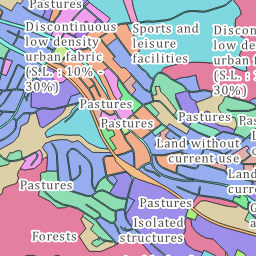 Pastures
Discontinuous
low density
urban fabric
(S.L. : 10% -
30%)
Sports and
leisure
facilities
Discon
low de
urban
(S.L. :
30%)
Pastures
Pastures
Pastures
Pa
Land without
current use
Pastures
Land
curre
Pastures
Isolated
structures
Forests